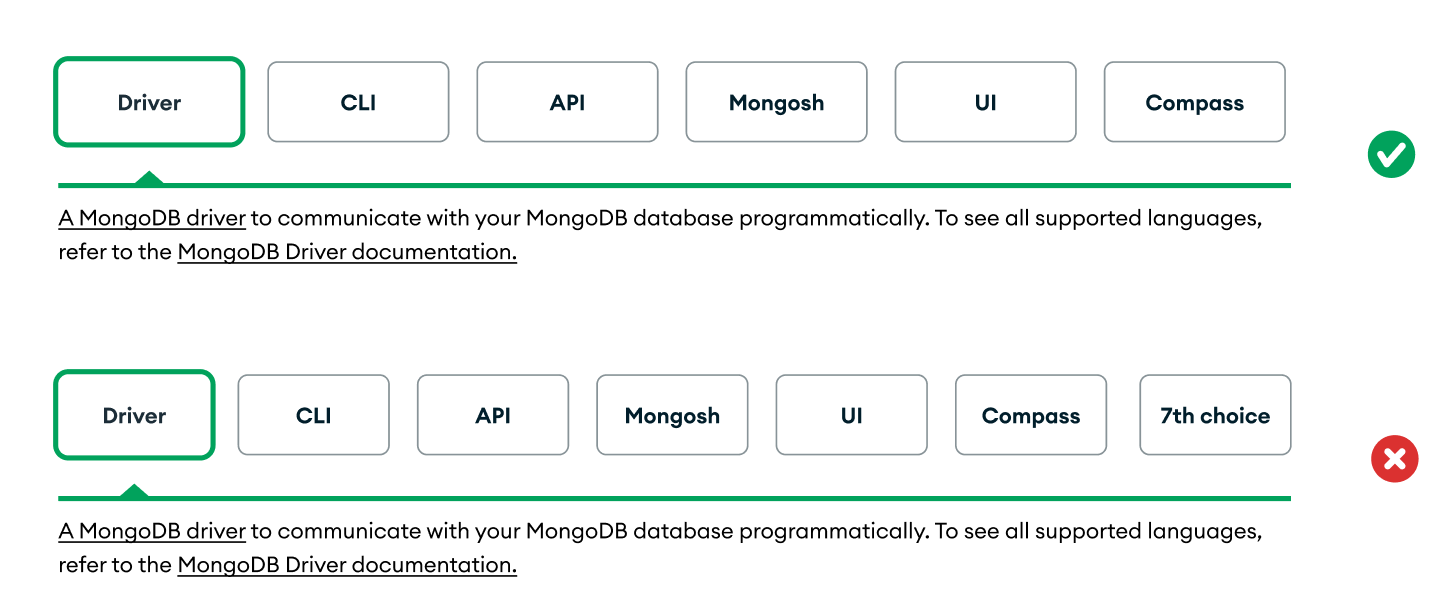 Driver CLI API Mongosh UI Compass
A MongoDB driver to communicate with your MongoDB database programmatically. To see all supported languages,
refer to the MongoDB Driver documentation.
Driver CLI API Mongosh UI Compass 7th choice
A MongoDB driver to communicate with your MongoDB database programmatically. To see all supported languages,
refer to the MongoDB Driver documentation.